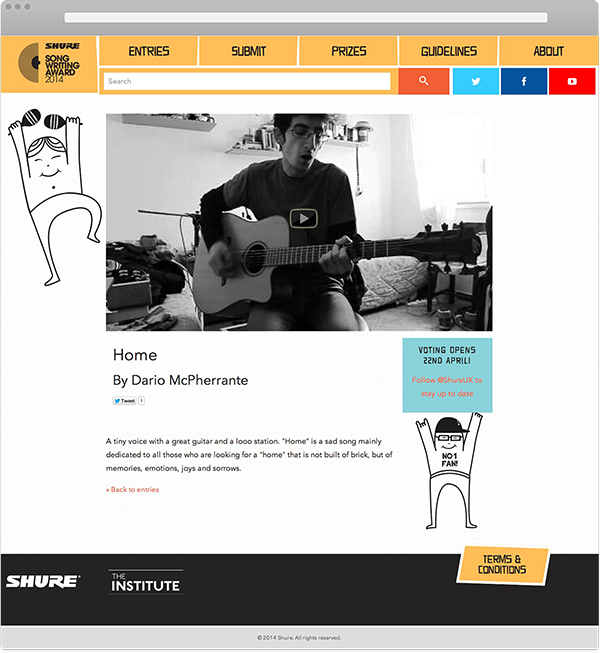 SHURE
SONG
WRITING
AWARD
2014
ENTRIES
SUBMIT
PRIZES
GUIDELINES
ABOUT
Search
Home
By Dario McPherrante
Tweet 1
VOTING OPENS
22ND APRIL!
Follow @ShureUK to
stay up to date
A tiny voice with a great guitar and a looo station. "Home" is a sad song mainly
dedicated to all those who are looking for a "home" that is not built of brick, but of
memories, emotions, joys and sorrows.
« Back to entries
NO 1
FAN!
TERMS &
CONDITIONS
SHURE
THE
INSTITUTE
© 2014 Shure. All rights reserved.